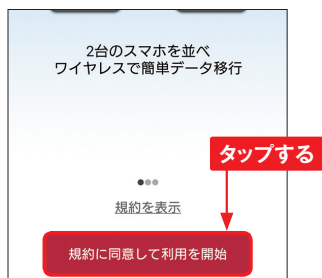 2台のスマホを並べ
ワイヤレスで簡単データ移行
タップする
規約を表示
規約に同意して利用を開始